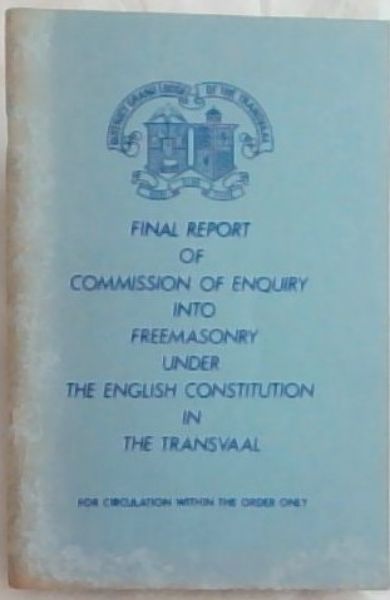 DISTRICT GRAND LODGE OF THE TRANSVAAL
FINAL REPORT
OF
COMMISSION OF ENQUIRY
INTO
FREEMASONRY
UNDER
THE ENGLISH CONSTITUTION
IN
THE TRANSVAAL
FOR CIRCULATION WITHIN THE ORDER ONLY